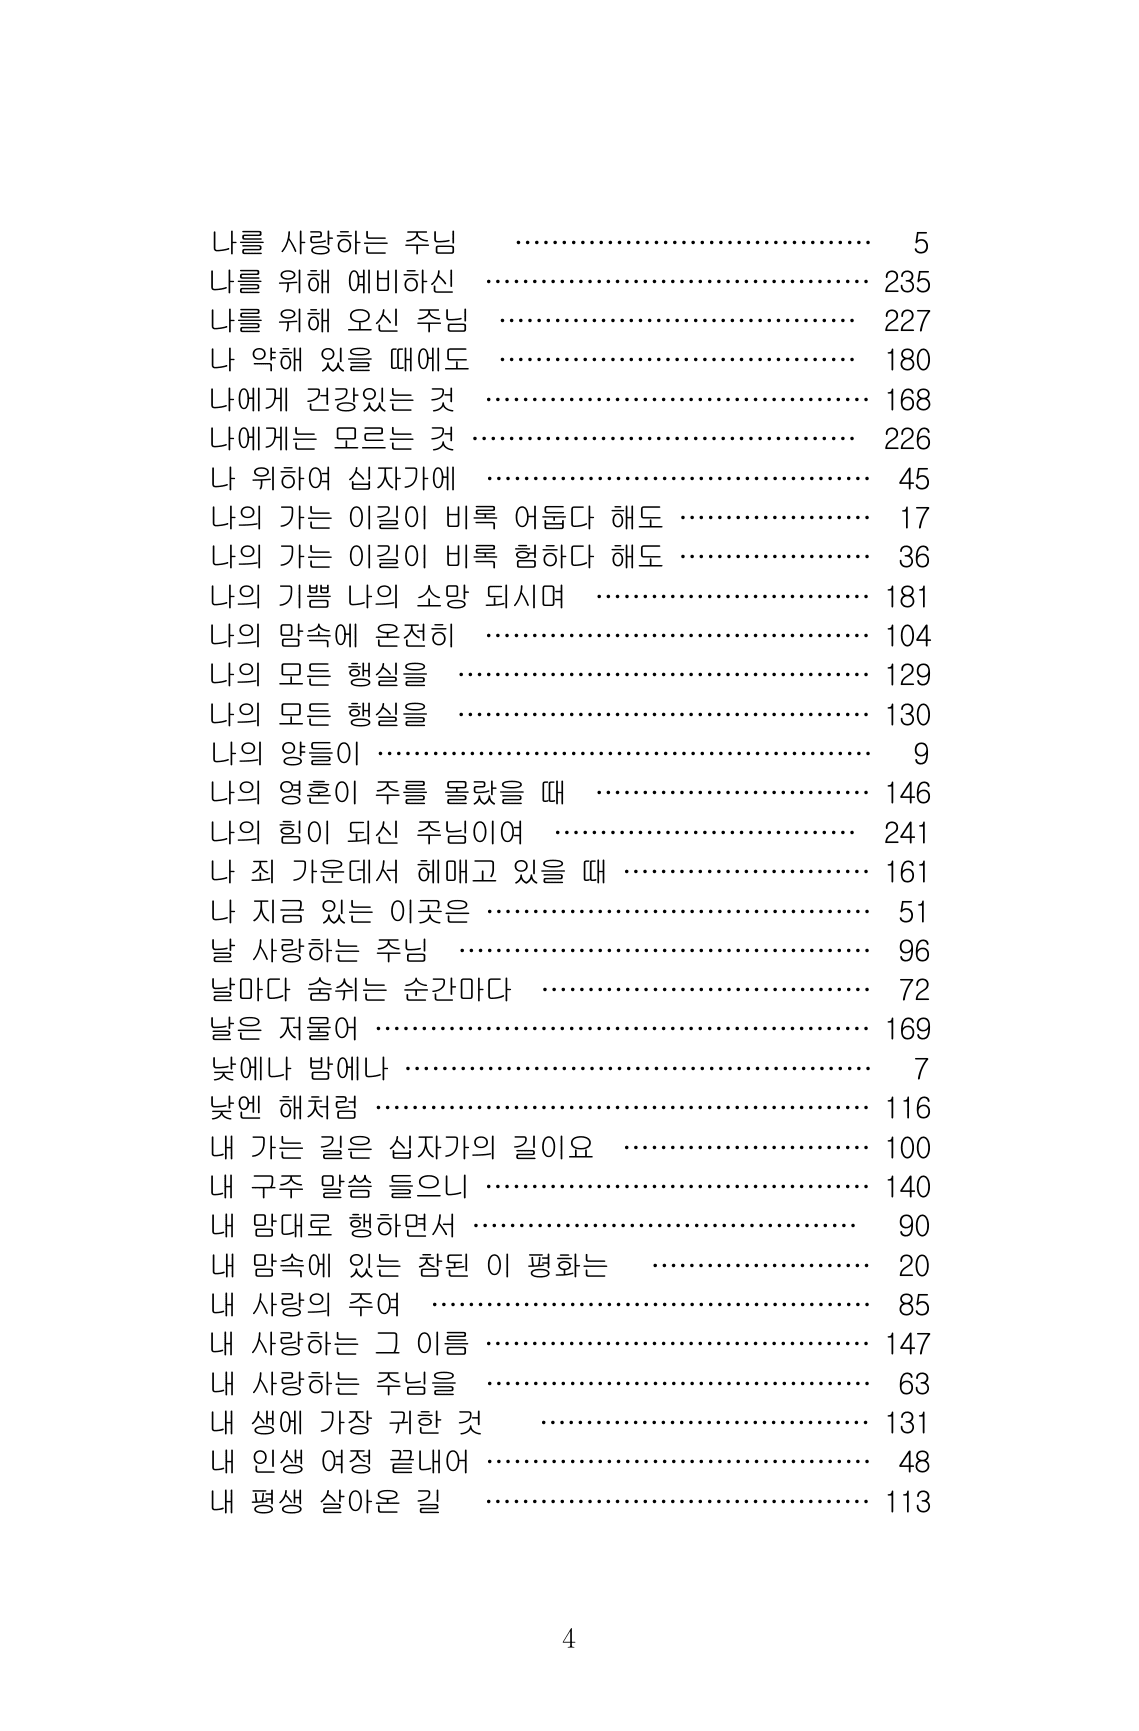 나를 사랑하는 주님 ……………………………………… 5
나를 위해 예비하신 ……………………………………… 235
나를 위해 오신 주님 ……………………………………… 227
나 약해 있을 때에도 ……………………………………… 180
나에게 건강있는 것 ……………………………………… 168
나에게는 모르는 것 ……………………………………… 226
나 위하여 십자가에 ……………………………………… 45
나의 가는 이길이 비록 어둡다 해도 ………………… 17
나의 가는 이길이 비록 험하다 해도 ………………… 36
나의 기쁨 나의 소망 되시며 ………………………… 181
나의 맘속에 온전히 ……………………………………… 104
나의 모든 행실을 ………………………………………… 129
나의 모든 행실을 ………………………………………… 130
나의 양들이 ……………………………………………… 9
나의 영혼이 주를 몰랐을 때 ………………………… 146
나의 힘이 되신 주님이여 ……………………………… 241
나 죄 가운데서 헤매고 있을 때 ……………………… 161
나 지금 있는 이곳은 …………………………………… 51
날 사랑하는 주님 ………………………………………… 96
날마다 숨쉬는 순간마다 ……………………………… 72
날은 저물어 ……………………………………………… 169
낮에나 밤에나 …………………………………………… 7
낮엔 해처럼 ……………………………………………… 116
내 가는 길은 십자가의 길이요 ……………………… 100
내 구주 말씀 들으니 …………………………………… 140
내 맘대로 행하면서 ……………………………………… 90
내 맘속에 있는 참된 이 평화는 ……………………… 20
내 사랑의 주여 …………………………………………… 85
내 사랑하는 그 이름 …………………………………… 147
내 사랑하는 주님을 ……………………………………… 63
내 생에 가장 귀한 것 ………………………………… 131
내 인생 여정 끝내어 …………………………………… 48
내 평생 살아온 길 ……………………………………… 113
4